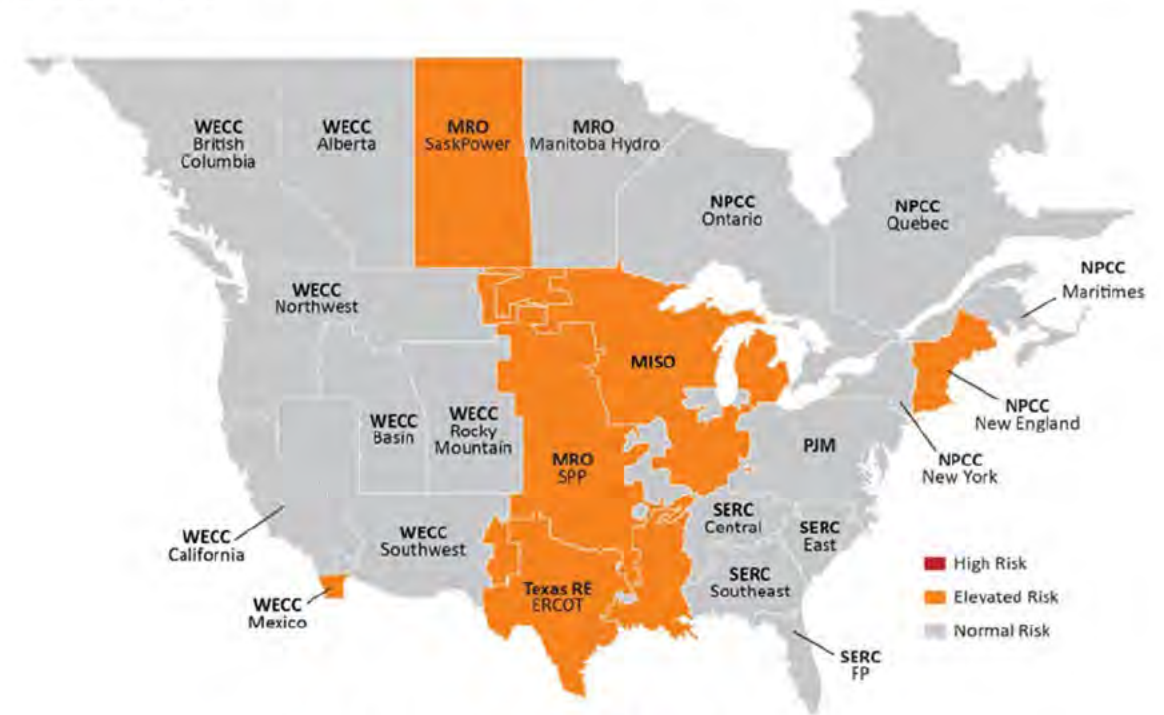 WECC
British
Columbia
WECC
Alberta
MRO
SaskPower
MRO
Manitoba Hydro
NPCC
Ontario
NPCC
Quebec
NPCC
Maritimes
WECC
Northwest
MISO
WECC
Basin
WECC
Rocky
Mountain
MRO
SPP
PJM
NPCC
New England
NPCC
New York
WECC
California
WECC
Southwest
SERC
Central
SERC
East
WECC
Mexico
Texas RE
ERCOT
SERC
Southeast
SERC
FP
High Risk
Elevated Risk
Normal Risk